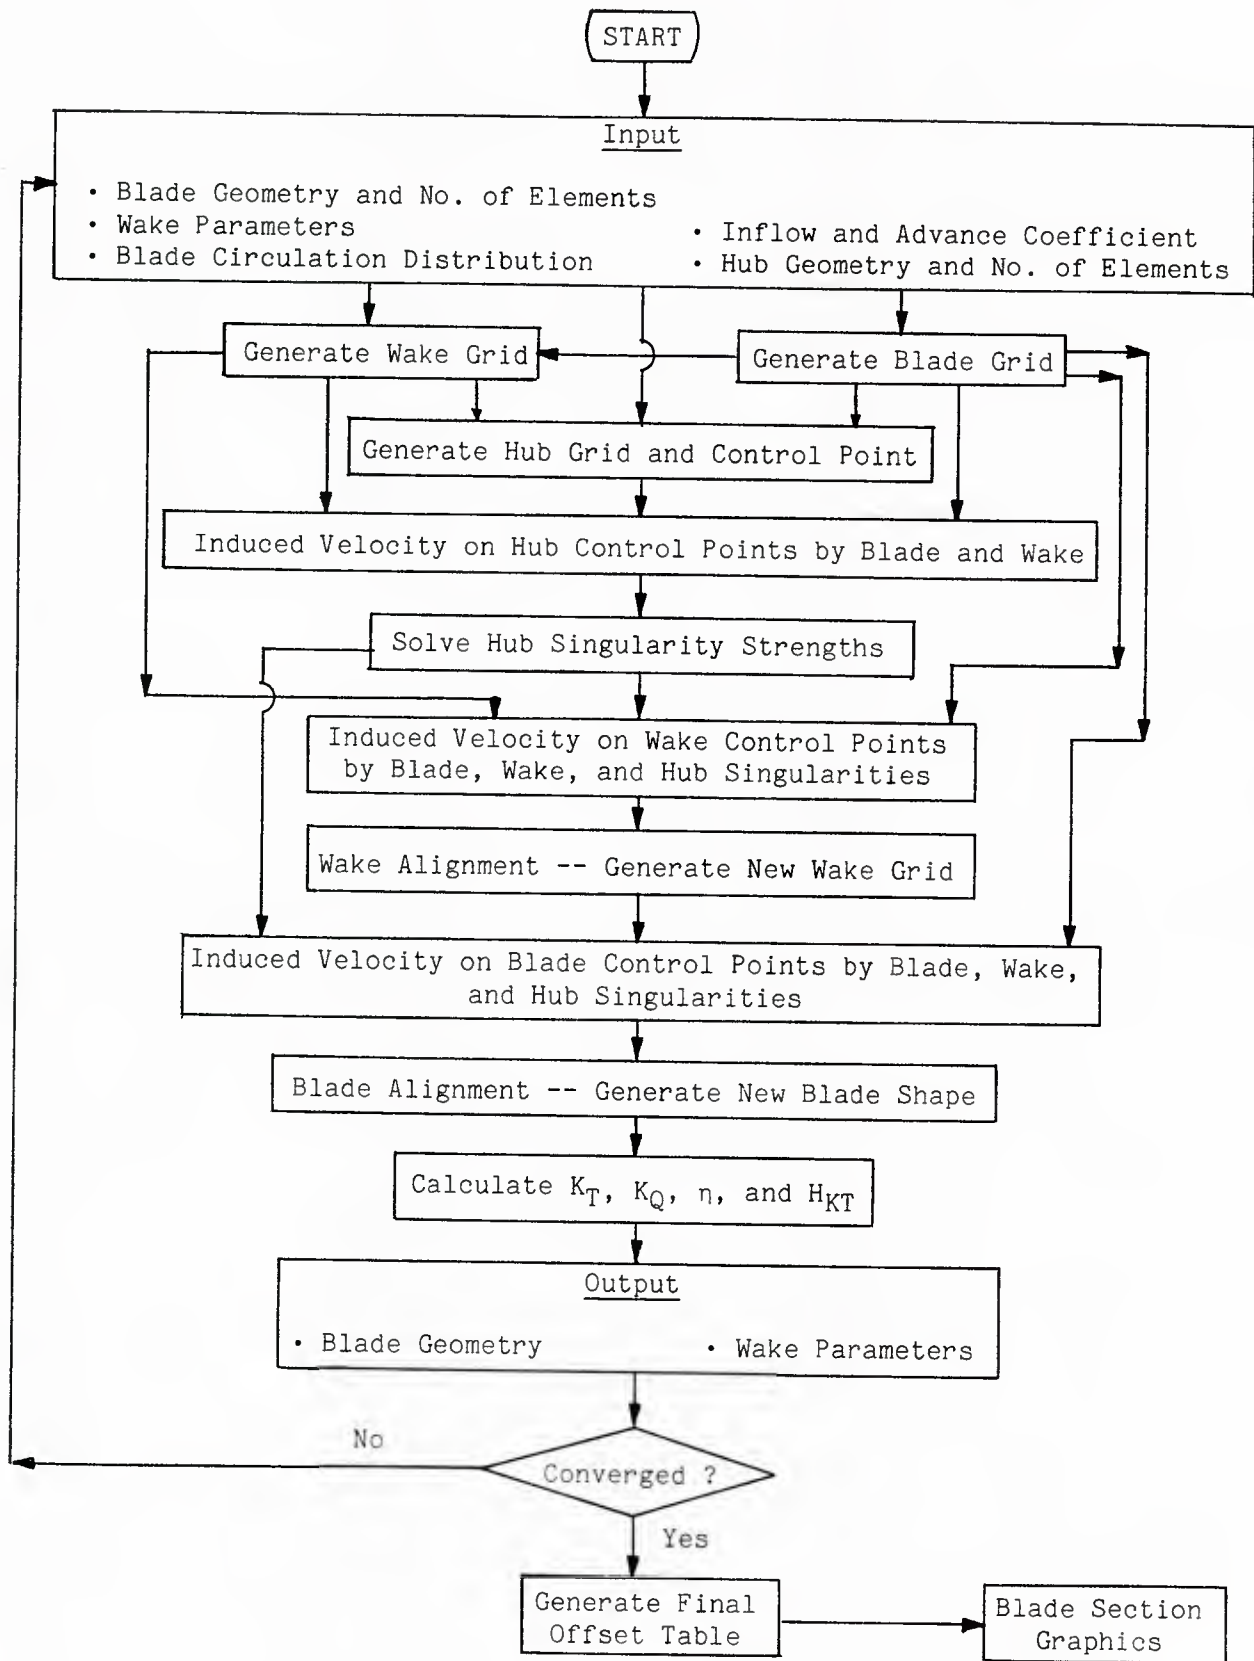 START
Input
• Blade Geometry and No. of Elements
• Wake Parameters
• Blade Circulation Distribution
• Inflow and Advance Coefficient
• Hub Geometry and No. of Elements
Generate Wake Grid
Generate Blade Grid
Generate Hub Grid and Control Point
Induced Velocity on Hub Control Points by Blade and Wake
Solve Hub Singularity Strengths
Induced Velocity on Wake Control Points
by Blade, Wake, and Hub Singularities
Wake Alignment -- Generate New Wake Grid
Induced Velocity on Blade Control Points by Blade, Wake,
and Hub Singularities
Blade Alignment -- Generate New Blade Shape
Calculate K_T, K_Q, η, and H_KT
Output
• Blade Geometry
• Wake Parameters
No
Converged ?
Yes
Generate Final
Offset Table
Blade Section
Graphics